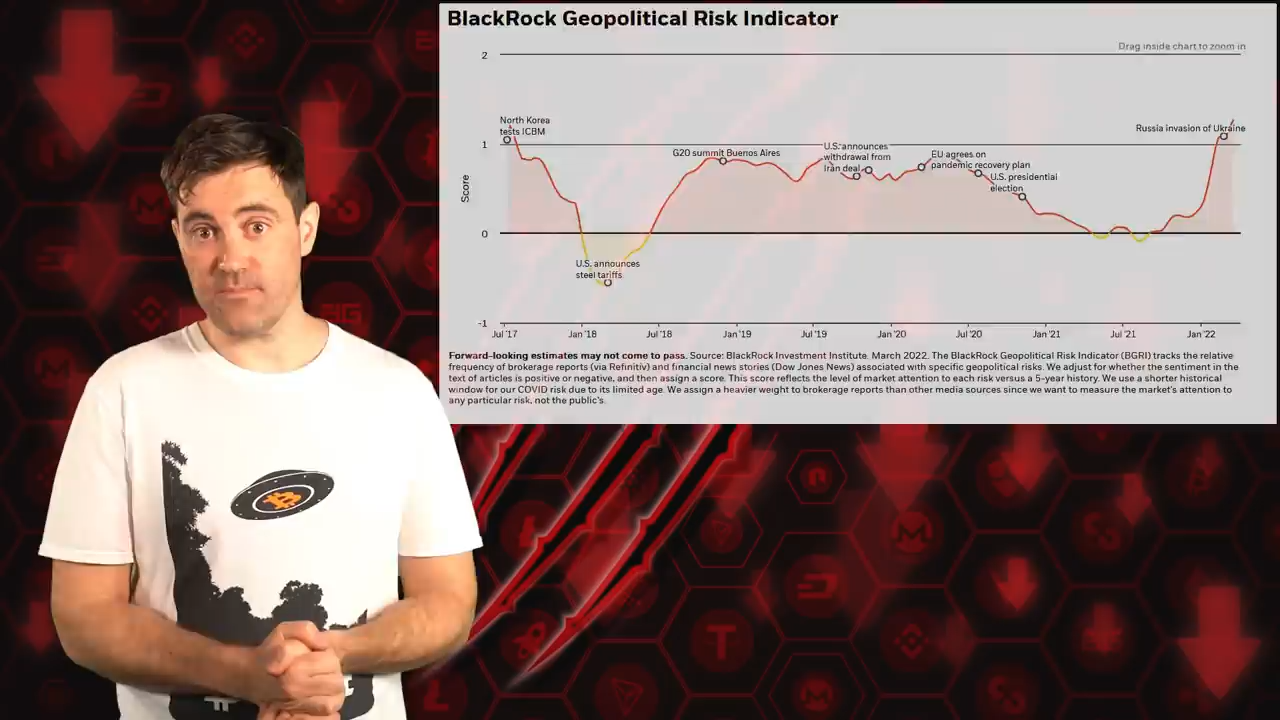 BlackRock Geopolitical Risk Indicator
Drag inside chart to zoom in
2
North Korea
tests ICBM
Russia invasion of Ukraine
1
G20 summit Buenos Aires
U.S. announces
withdrawal from
Iran deal
EU agrees on
pandemic recovery plan
U.S. presidential
election
Score
0
U.S. announces
steel tariffs
-1
Jul '17 Jan '18 Jul '18 Jan '19 Jul '19 Jan '20 Jul '20 Jan '21 Jul '21 Jan '22
Forward-looking estimates may not come to pass. Source: BlackRock Investment Institute. March 2022. The BlackRock Geopolitical Risk Indicator (BGRI) tracks the relative
frequency of brokerage reports (via Refinitiv) and financial news stories (Dow Jones News) associated with specific geopolitical risks. We adjust for whether the sentiment in the
text of articles is positive or negative, and then assign a score. This score reflects the level of market attention to each risk versus a 5-year history. We use a shorter historical
window for our COVID risk due to its limited age. We assign a heavier weight to brokerage reports than other media sources since we want to measure the market's attention to
any particular risk, not the public's.